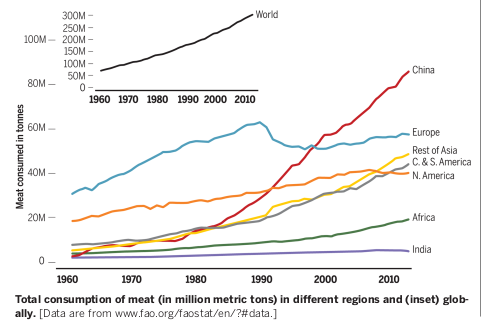 300M
250M
200M
150M
100M
50M
0
World
1960 1970 1980 1990 2000 2010
100M
80M
60M
40M
20M
0
Meat consumed in tonnes
China
Europe
Rest of Asia
C. & S. America
N. America
Africa
India
1960 1970 1980 1990 2000 2010
Total consumption of meat (in million metric tons) in different regions and (inset) glob-
ally. [Data are from www.fao.org/faostat/en/?#data.]